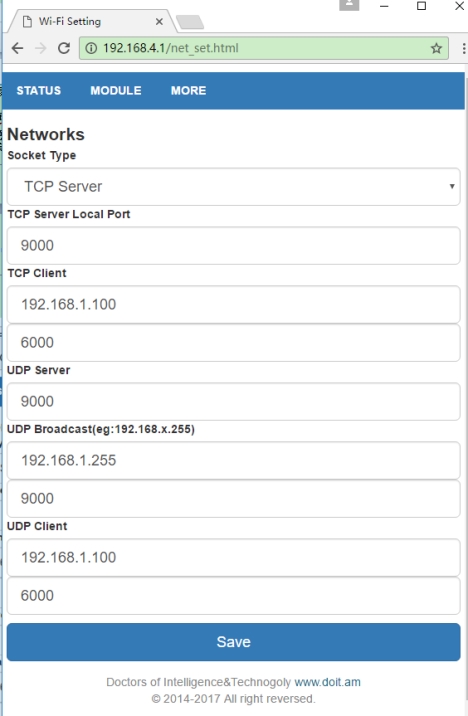 Wi-Fi Setting
192.168.4.1/net_set.html
STATUS MODULE MORE
Networks
Socket Type
TCP Server
TCP Server Local Port
9000
TCP Client
192.168.1.100
6000
UDP Server
9000
UDP Broadcast(eg:192.168.x.255)
192.168.1.255
9000
UDP Client
192.168.1.100
6000
Save
Doctors of Intelligence&Technogoly www.doit.am
© 2014-2017 All right reversed.